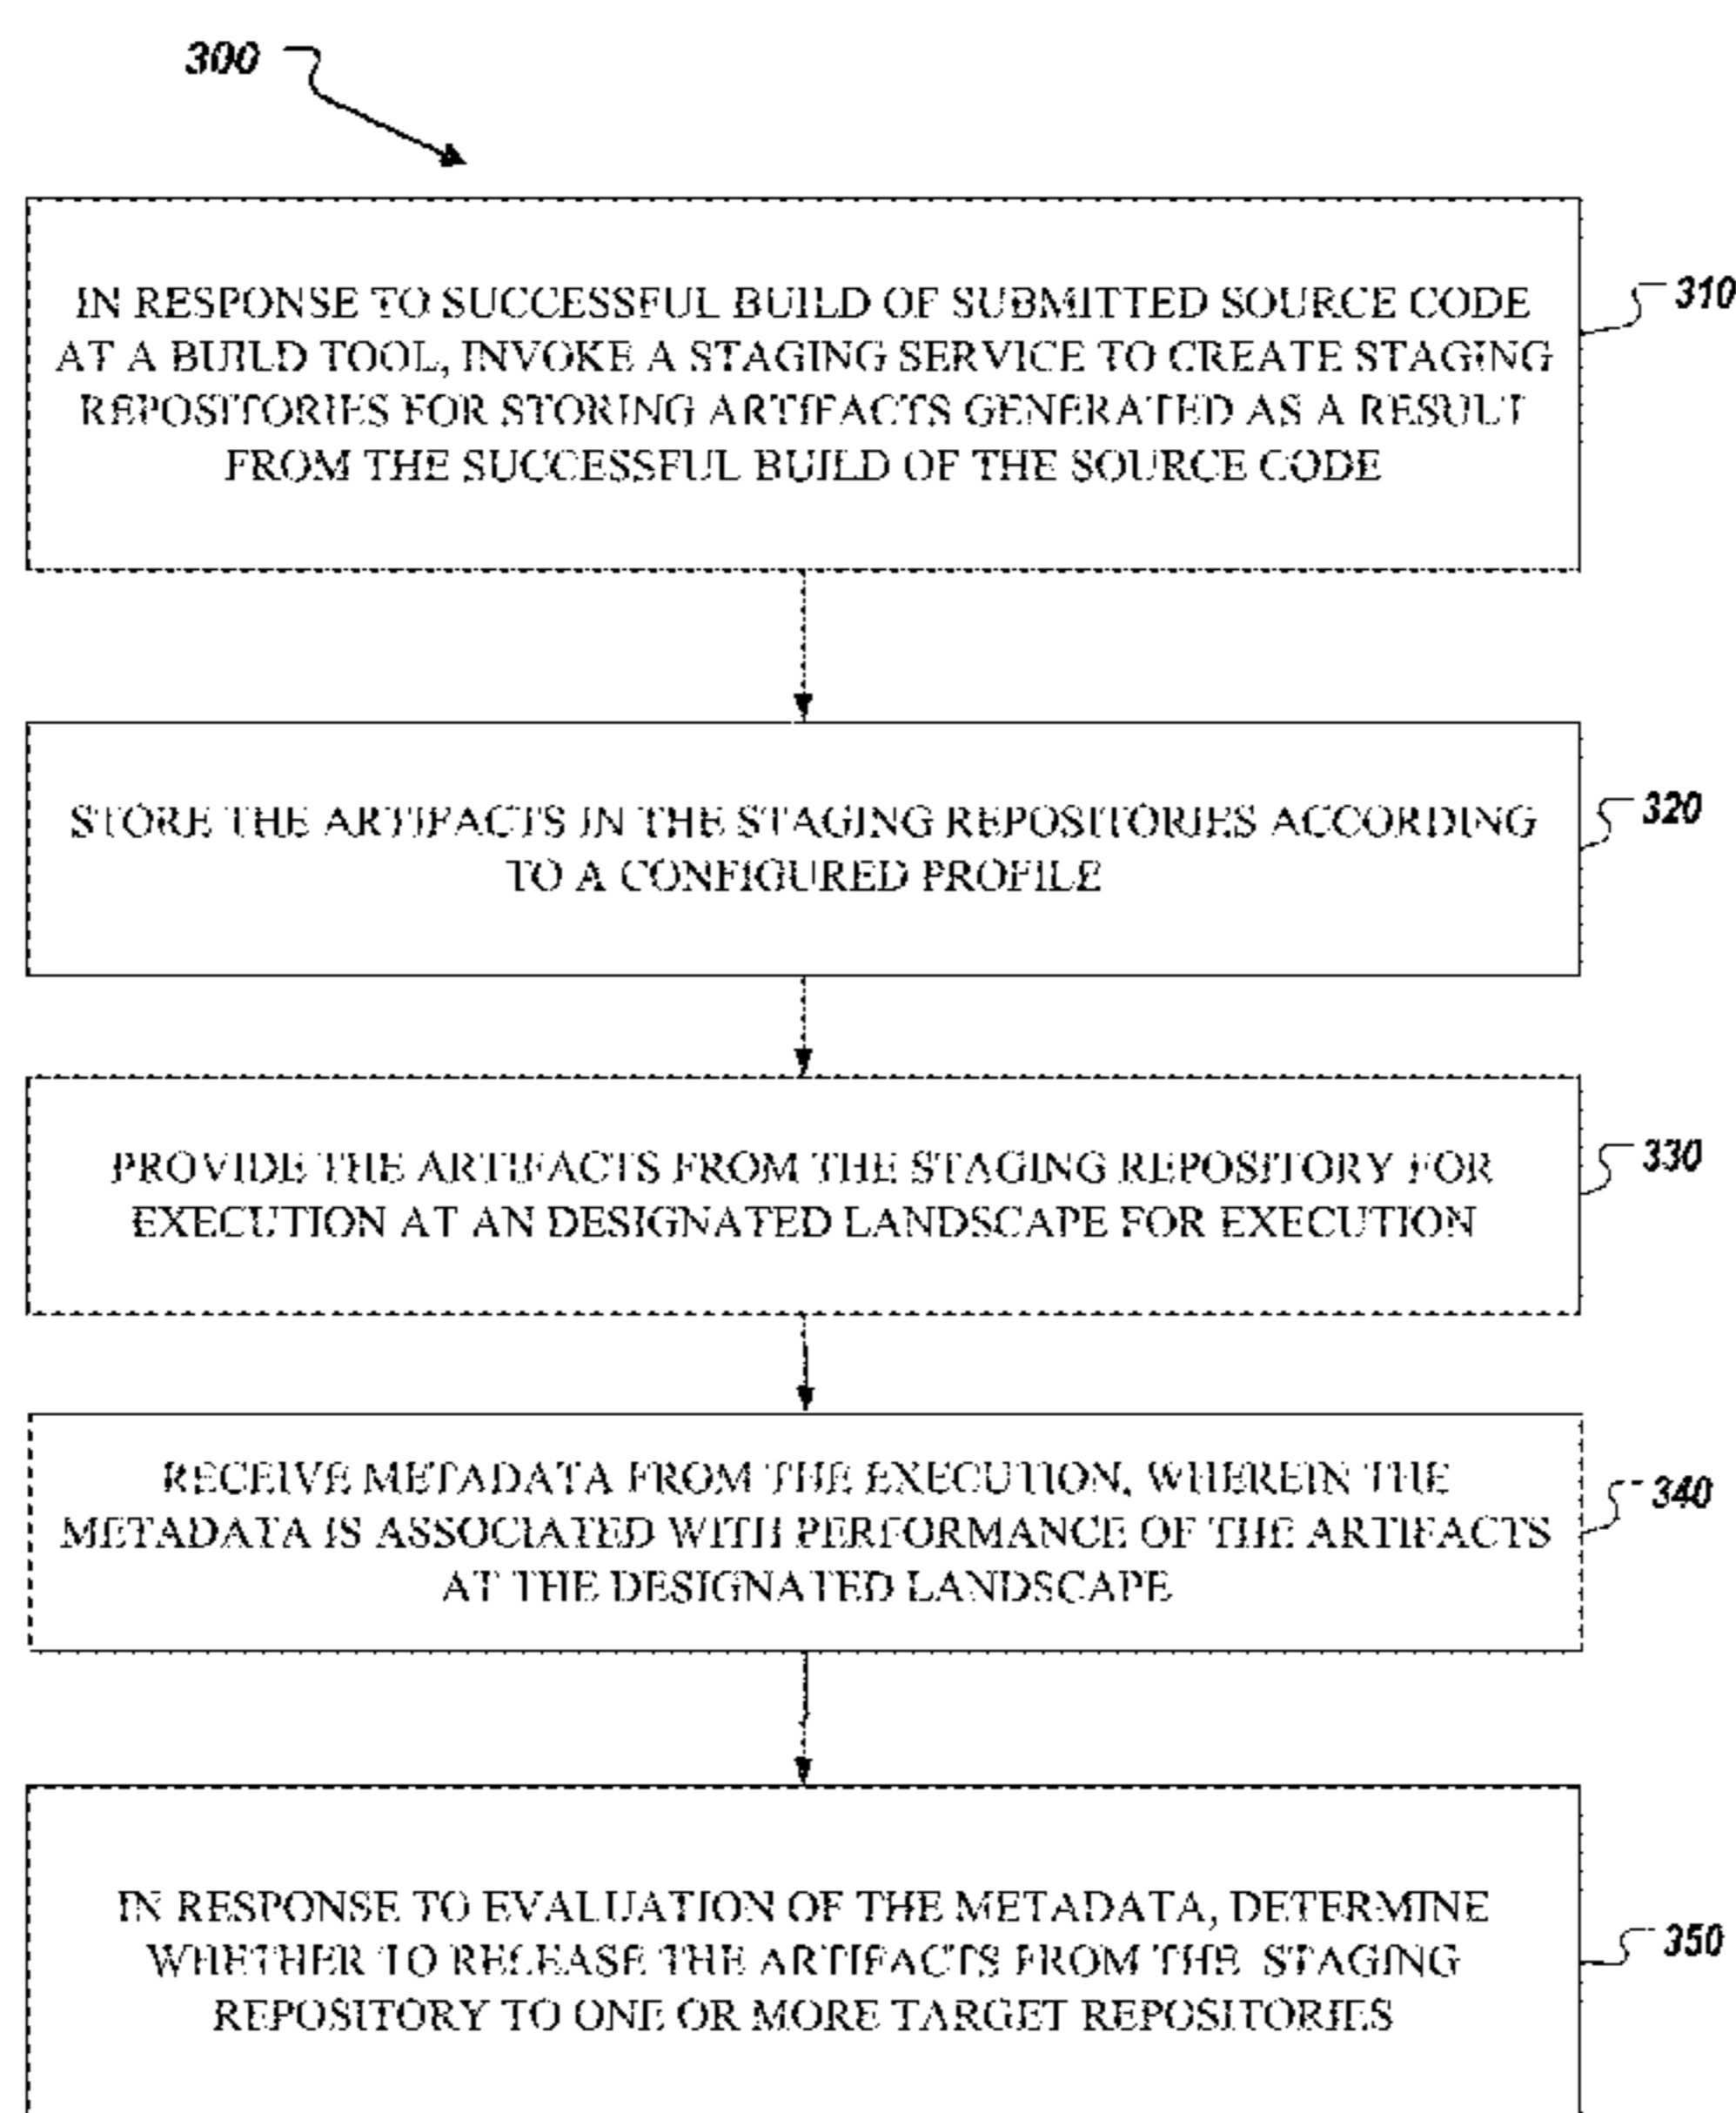 300
IN RESPONSE TO SUCCESSFUL BUILD OF SUBMITTED SOURCE CODE
AT A BUILD TOOL, INVOKE A STAGING SERVICE TO CREATE STAGING
REPOSITORIES FOR STORING ARTIFACTS GENERATED AS A RESULT
FROM THE SUCCESSFUL BUILD OF THE SOURCE CODE
310
STORE THE ARTIFACTS IN THE STAGING REPOSITORIES ACCORDING
TO A CONFIGURED PROFILE
320
PROVIDE THE ARTIFACTS FROM THE STAGING REPOSITORY FOR
EXECUTION AT AN DESIGNATED LANDSCAPE FOR EXECUTION
330
RECEIVE METADATA FROM THE EXECUTION, WHEREIN THE
METADATA IS ASSOCIATED WITH PERFORMANCE OF THE ARTIFACTS
AT THE DESIGNATED LANDSCAPE
340
IN RESPONSE TO EVALUATION OF THE METADATA, DETERMINE
WHETHER TO RELEASE THE ARTIFACTS FROM THE STAGING
REPOSITORY TO ONE OR MORE TARGET REPOSITORIES
350